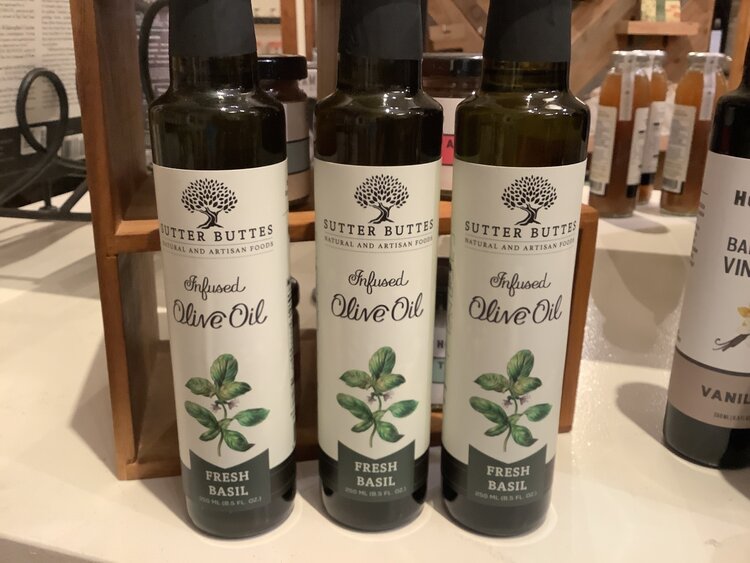 SUTTER BUTTES
NATURAL AND ARTISAN FOODS
Infused
Olive Oil
FRESH
BASIL
250 ML (8.5 FL. OZ.)
SUTTER BUTTES
NATURAL AND ARTISAN FOODS
Infused
Olive Oil
FRESH
BASIL
250 ML (8.5 FL. OZ.)
SUTTER BUTTES
NATURAL AND ARTISAN FOODS
Infused
Olive Oil
FRESH
BASIL
250 ML (8.5 FL. OZ.)